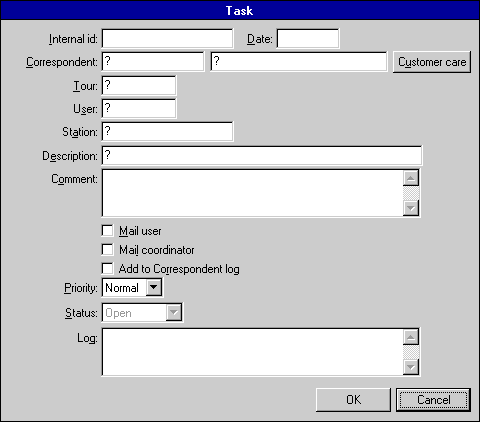 Task
Internal id: Date:
Correspondent: ? ? Customer care
Tour: ?
User: ?
Station: ?
Description: ?
Comment:
Mail user
Mail coordinator
Add to Correspondent log
Priority: Normal
Status: Open
Log:
OK Cancel